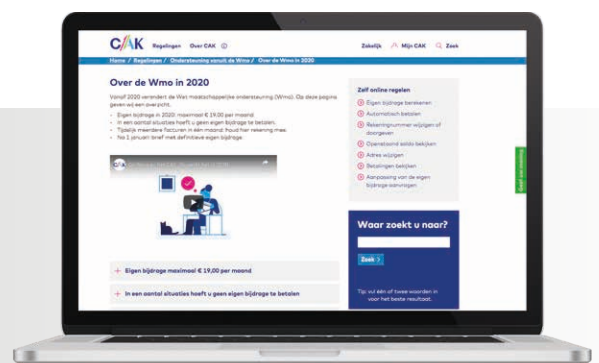 CAK Regelingen Over CAK
Zakelijk Mijn CAK Zoek
Home / Regelingen / Ondersteuning vanuit de Wmo / Over de Wmo in 2020
Over de Wmo in 2020
Vanaf 2020 verandert de Wet maatschappelijke ondersteuning (Wmo). Op deze pagina
geven wij een overzicht.
- Eigen bijdrage in 2020: maximaal € 19,00 per maand
- In een aantal situaties hoeft u geen eigen bijdrage te betalen.
- Tijdelijk meerdere facturen in één maand: houd hier rekening mee
- Na 1 januari brief met definitieve eigen bijdrage
CAK
+ Eigen bijdrage maximaal € 19,00 per maand
+ In een aantal situaties hoeft u geen eigen bijdrage te betalen
Zelf online regelen
Eigen bijdrage berekenen
Automatisch betalen
Rekeningnummer wijzigen of
doorgeven
Openstaand saldo bekijken
Adres wijzigen
Betalingen bekijken
Aanpassing van de eigen
bijdrage aanvragen
Waar zoekt u naar?
Zoek >
Tip: vul één of twee woorden in
voor het beste resultaat.